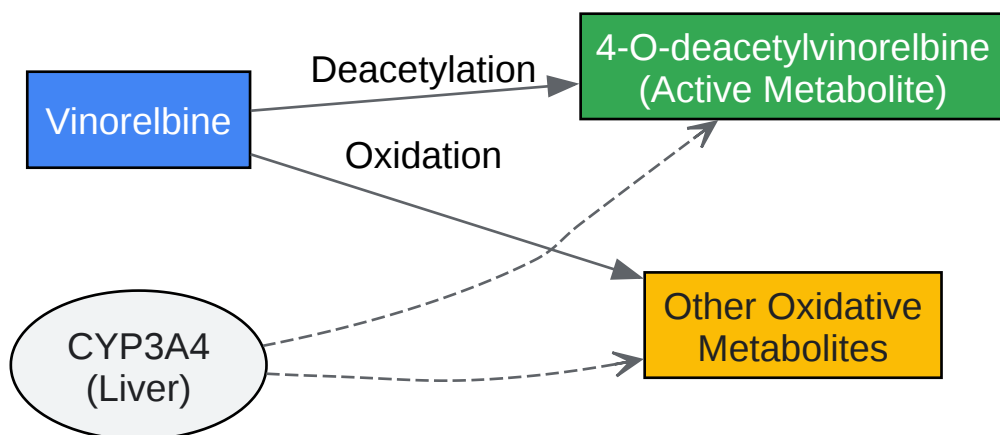 4-O-deacetylvinorelbine
(Active Metabolite)
Deacetylation
Vinorelbine
Oxidation
Other Oxidative
Metabolites
CYP3A4
(Liver)